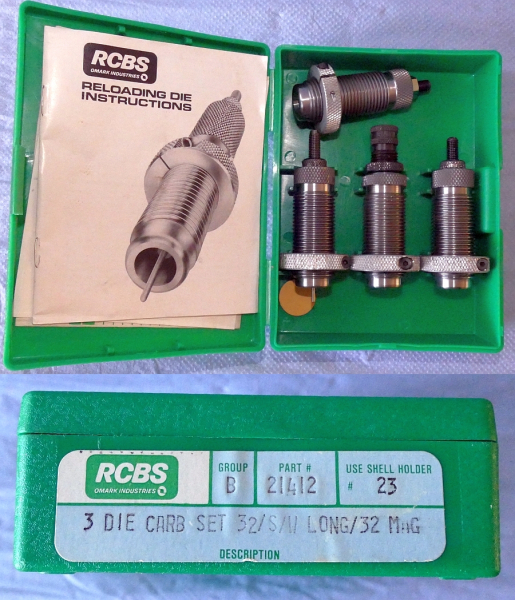 RCBS
OMARK INDUSTRIES
RELOADING DIE
INSTRUCTIONS
RCBS
OMARK INDUSTRIES
GROUP
B
PART #
21412
USE SHELL HOLDER
# 23
3 DIE CARB SET 32/S/W LONG/32 MAG
DESCRIPTION